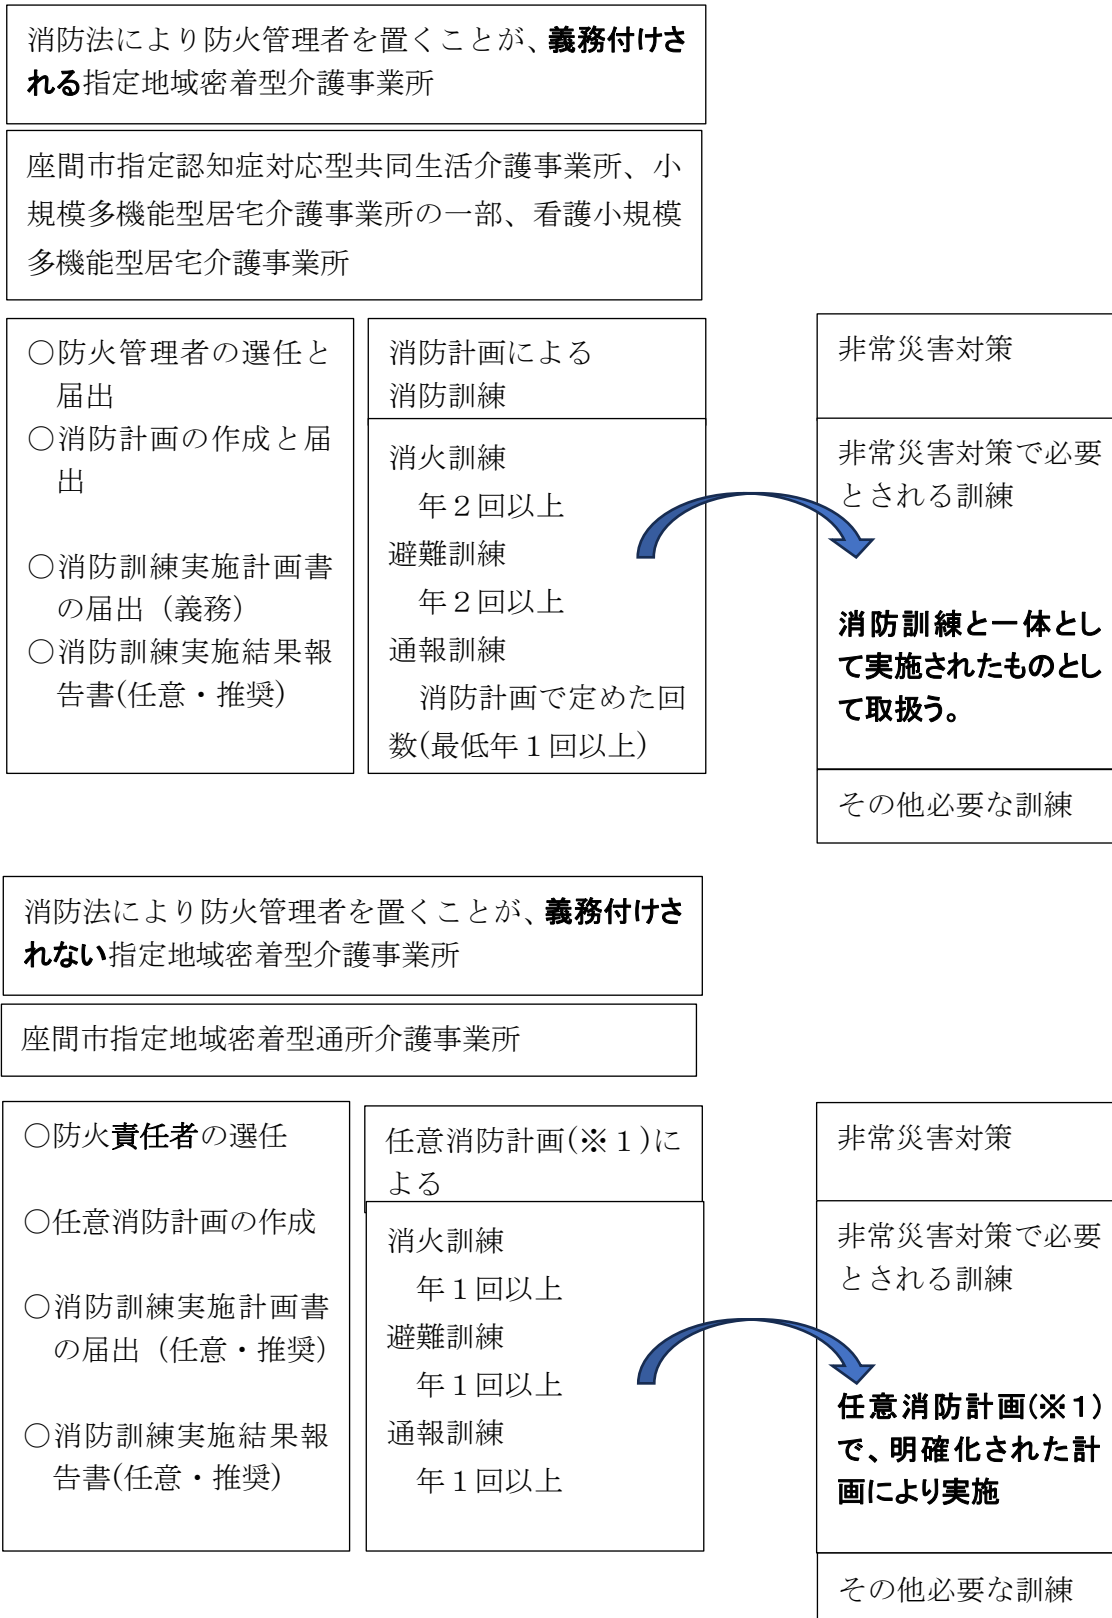 消防法により防火管理者を置くことが、義務付けさ
れる指定地域密着型介護事業所
座間市指定認知症対応型共同生活介護事業所、小
規模多機能型居宅介護事業所の一部、看護小規模
多機能型居宅介護事業所
〇防火管理者の選任と
届出
〇消防計画の作成と届
出
〇消防訓練実施計画書
の届出（義務）
〇消防訓練実施結果報
告書(任意・推奨)
消防計画による
消防訓練
消火訓練
年２回以上
避難訓練
年２回以上
通報訓練
消防計画で定めた回
数(最低年１回以上)
非常災害対策
非常災害対策で必要
とされる訓練
消防訓練と一体とし
て実施されたものとし
て取扱う。
その他必要な訓練
消防法により防火管理者を置くことが、義務付けさ
れない指定地域密着型介護事業所
座間市指定地域密着型通所介護事業所
〇防火責任者の選任
〇任意消防計画の作成
〇消防訓練実施計画書
の届出（任意・推奨）
〇消防訓練実施結果報
告書(任意・推奨)
任意消防計画(※１)に
よる
消火訓練
年１回以上
避難訓練
年１回以上
通報訓練
年１回以上
非常災害対策
非常災害対策で必要
とされる訓練
任意消防計画(※１)
で、明確化された計
画により実施
その他必要な訓練